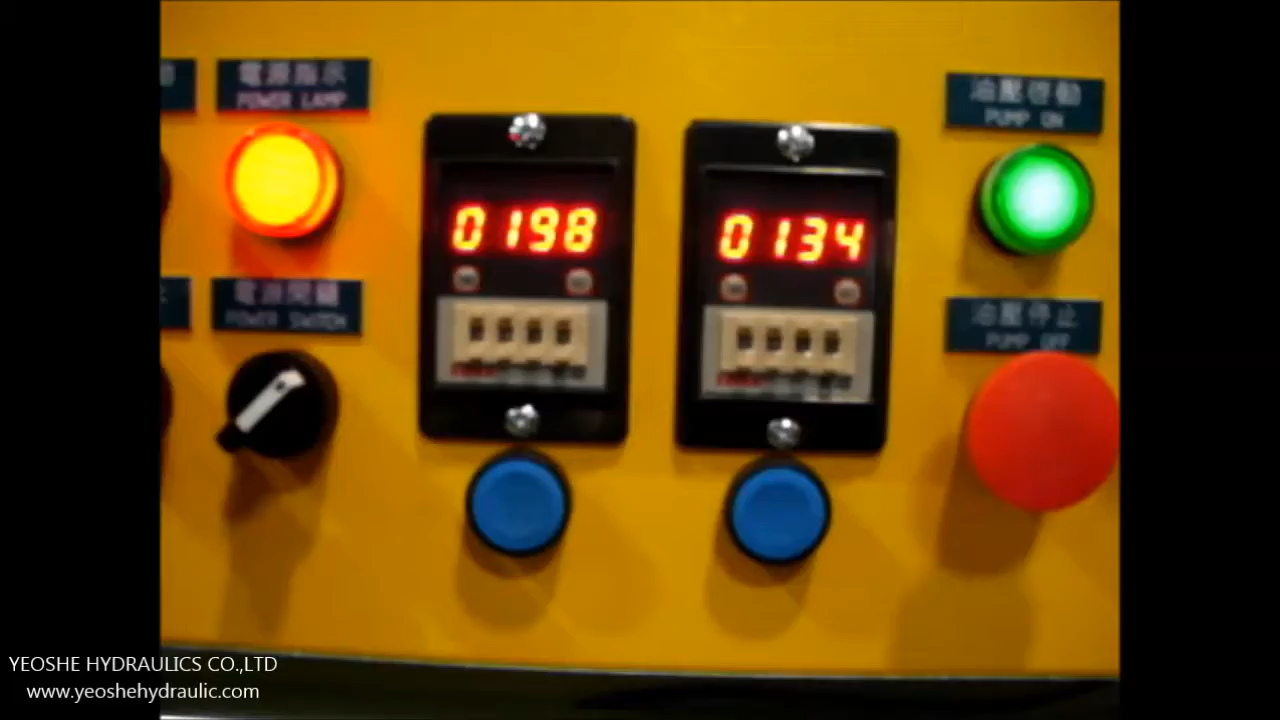 電源指示
POWER LAMP
0198
0134
油壓啓動
PUMP ON
電源開關
POWER SWITCH
油壓停止
PUMP OFF
YEOSHE HYDRAULICS CO.,LTD
www.yeoshehydraulic.com